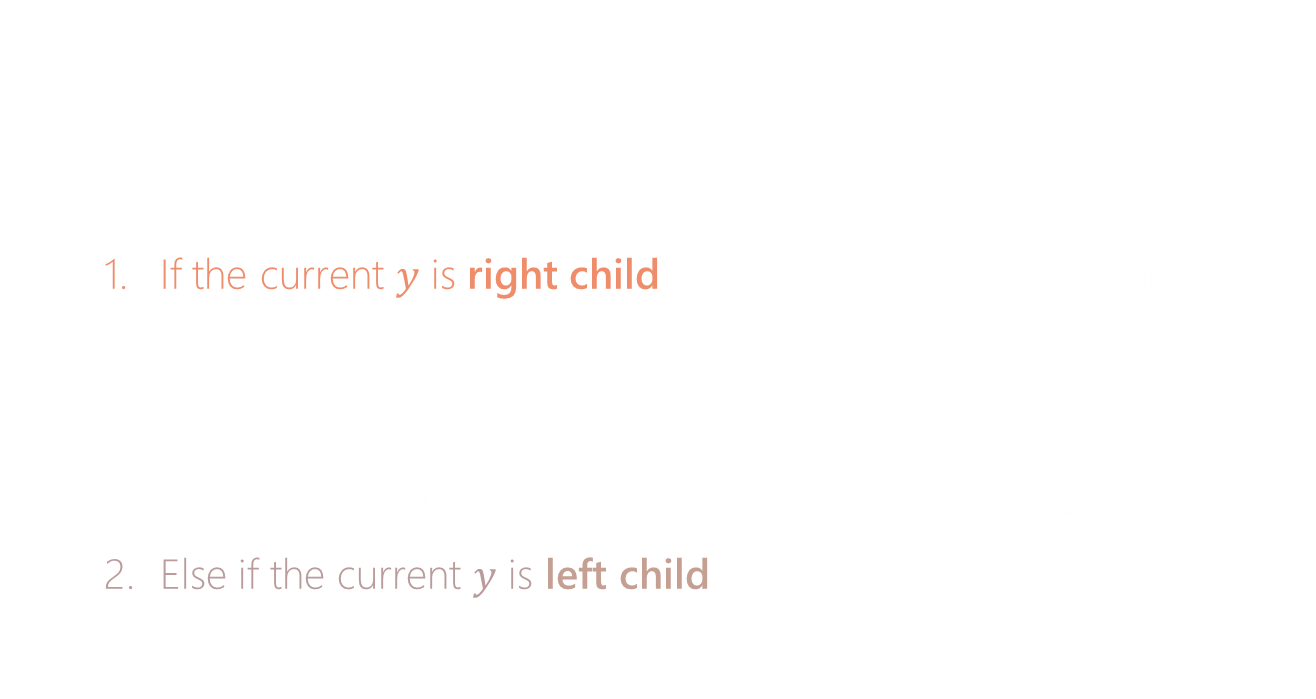 1. If the current y is right child
2. Else if the current y is left child